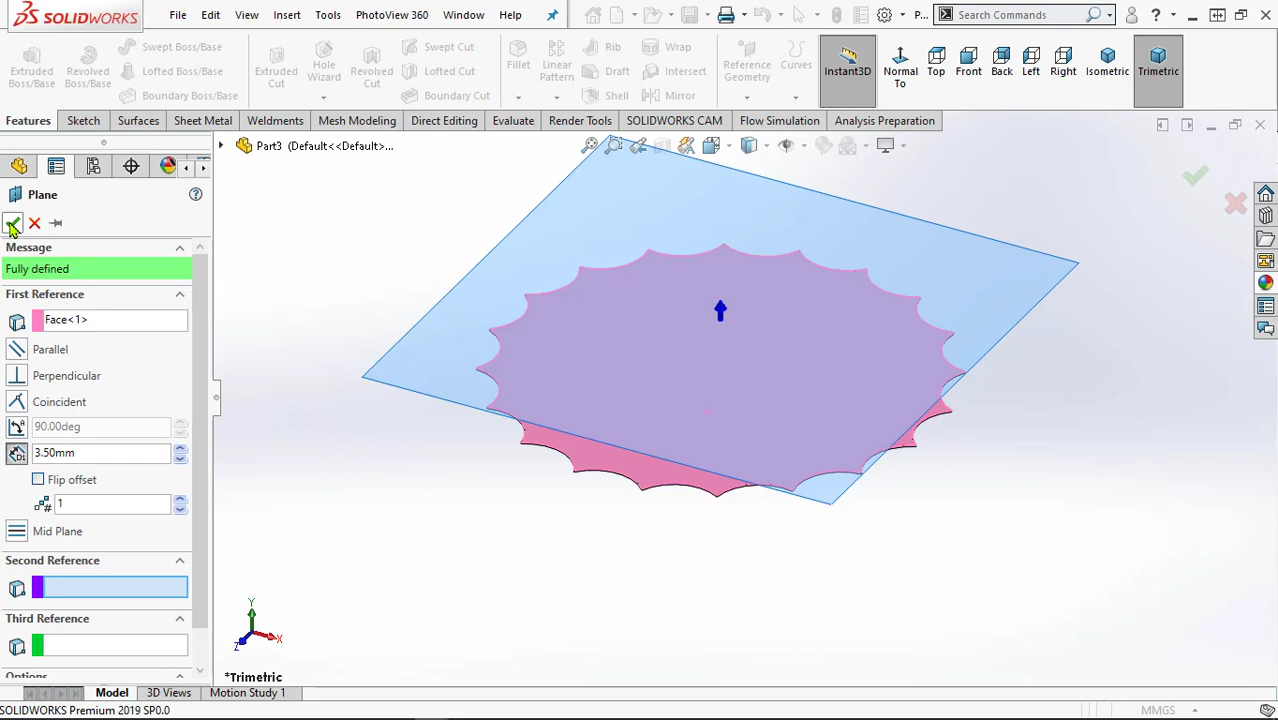 SOLIDWORKS File Edit View Insert Tools PhotoView 360 Window Help P... Search Commands ?
Extruded Boss/Base Revolved Boss/Base Swept Boss/Base Lofted Boss/Base Boundary Boss/Base Extruded Cut Hole Wizard Revolved Cut Swept Cut Lofted Cut Boundary Cut Fillet Linear Pattern Rib Draft Shell Wrap Intersect Mirror Reference Geometry Curves Instant3D Normal To Top Front Back Left Right Isometric Trimetric
Features Sketch Surfaces Sheet Metal Weldments Mesh Modeling Direct Editing Evaluate Render Tools SOLIDWORKS CAM Flow Simulation Analysis Preparation
Part3 (Default<<Default>...
Plane ?
Message
Fully defined
First Reference
Face<1>
Parallel
Perpendicular
Coincident
90.00deg
3.50mm
Flip offset
1
Mid Plane
Second Reference
Third Reference
Options
Y
X
Z
*Trimetric
Model 3D Views Motion Study 1
SOLIDWORKS Premium 2019 SP0.0 MMGS